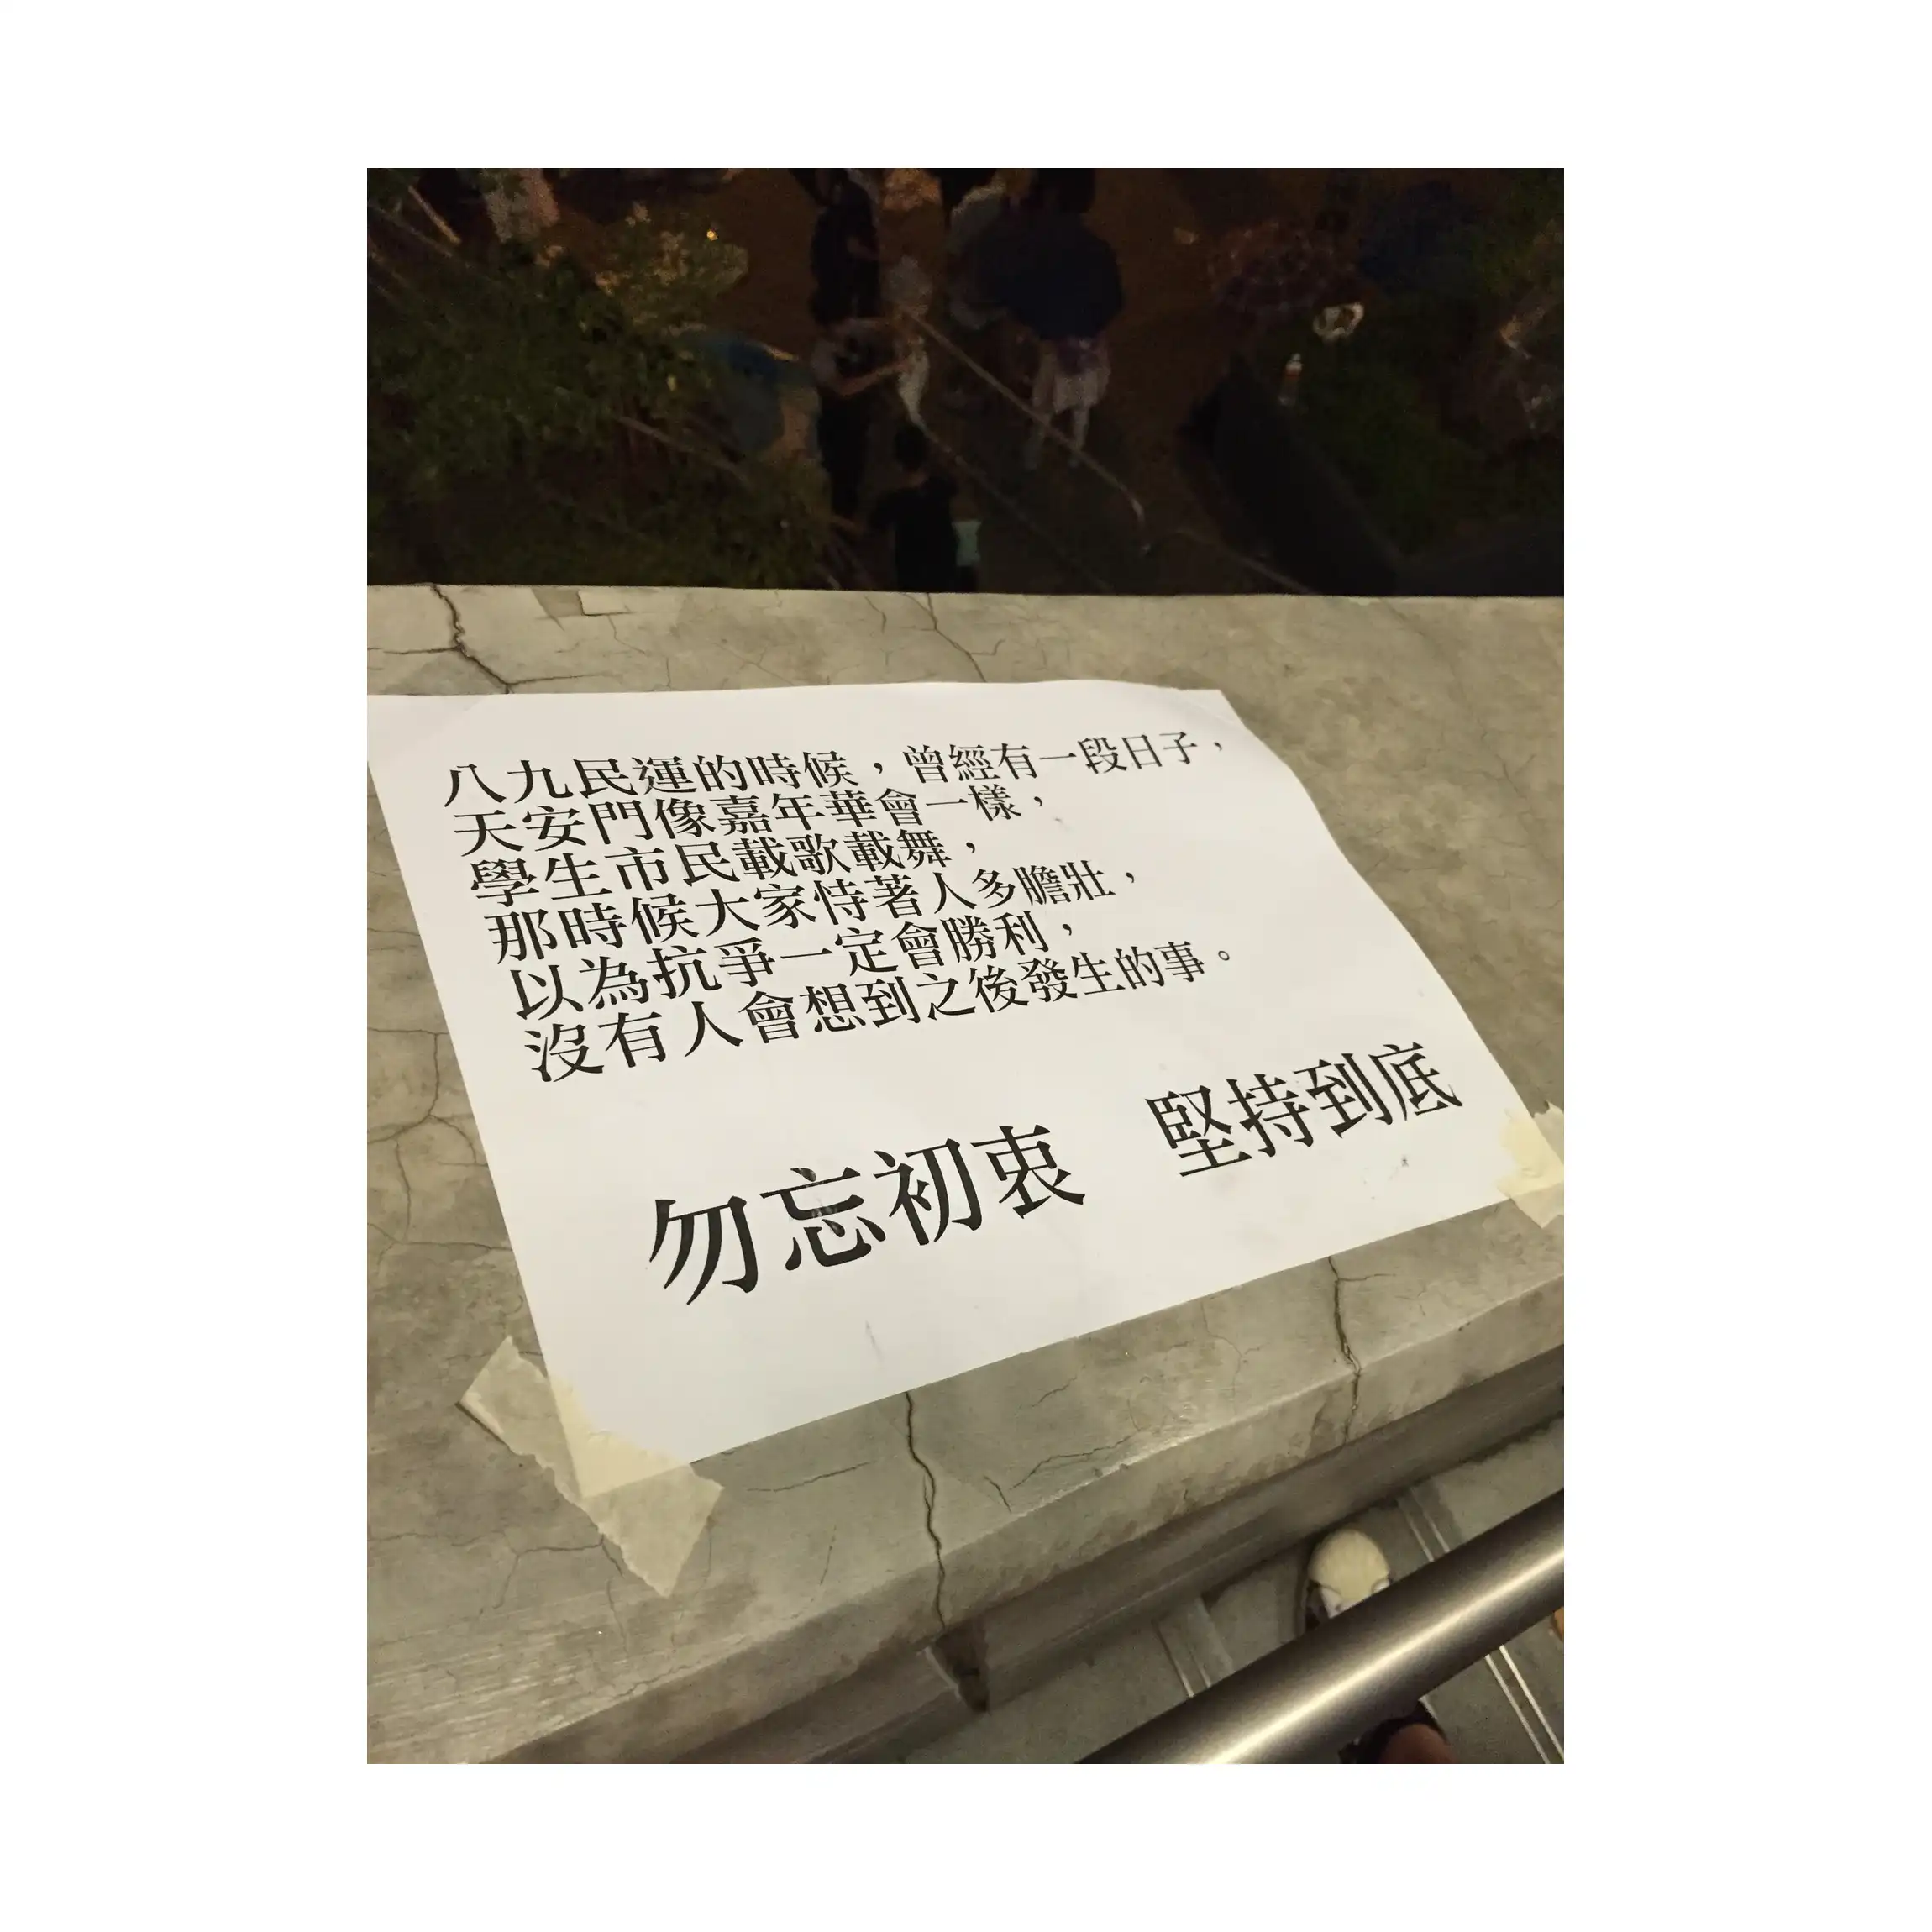 八九民運的時候，曾經有一段日子，
天安門像嘉年華會一樣，
學生市民載歌載舞，
那時候大家恃著人多膽壯，
以為抗爭一定會勝利，
沒有人會想到之後發生的事。
勿忘初衷　堅持到底